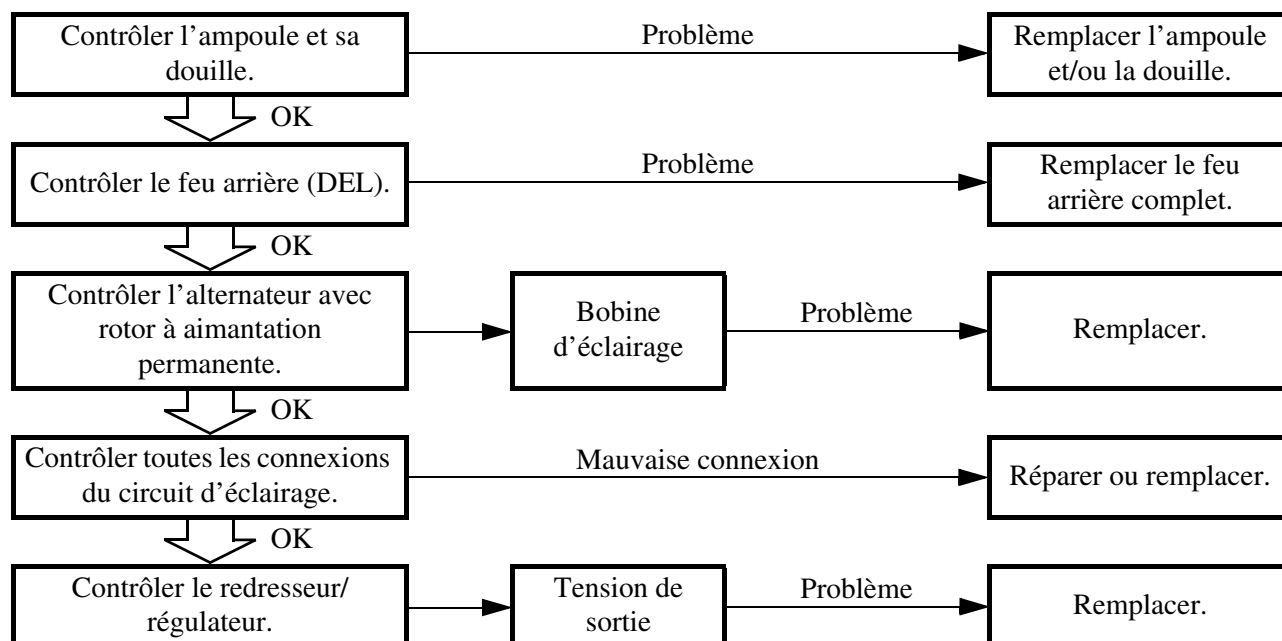 Contrôler l’ampoule et sa
douille.
Problème
Remplacer l’ampoule
et/ou la douille.
OK
Contrôler le feu arrière (DEL).
Problème
Remplacer le feu
arrière complet.
OK
Contrôler l’alternateur avec
rotor à aimantation
permanente.
Bobine
d’éclairage
Problème
Remplacer.
OK
Contrôler toutes les connexions
du circuit d’éclairage.
Mauvaise connexion
Réparer ou remplacer.
OK
Contrôler le redresseur/
régulateur.
Tension de
sortie
Problème
Remplacer.